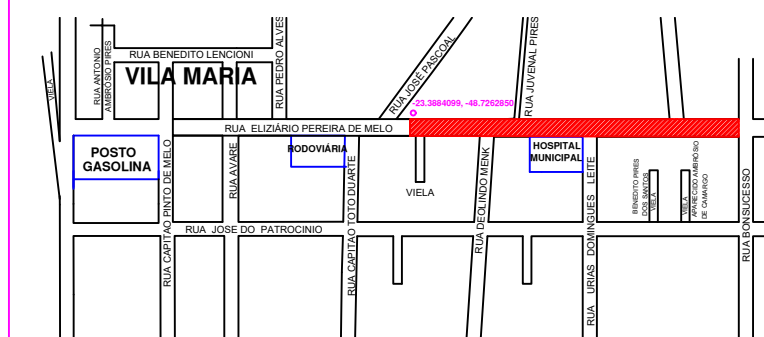 RUA BENEDITO LENCIONI
VILA MARIA
RUA ANTONIO
AMBRÓSIO PIRES
VIELA
RUA PEDRO ALVES
RUA JOSÉ PASCOAL
RUA JUVENAL PIRES
-23.3884099, -48.7262850
RUA ELIZIÁRIO PEREIRA DE MELO
POSTO
GASOLINA
RODOVIÁRIA
HOSPITAL
MUNICIPAL
RUA CAPITAO PINTO DE MELO
RUA AVARE
RUA CAPITAO TOTO DUARTE
VIELA
RUA DEOLINDO MENK
RUA URIAS DOMINGUES LEITE
BENEDITO PIRES
DOS SANTOS
VIELA
VIELA
APARECIDO AMBRÓSIO
DE CAMARGO
RUA BONSUCESSO
RUA JOSE DO PATROCINIO